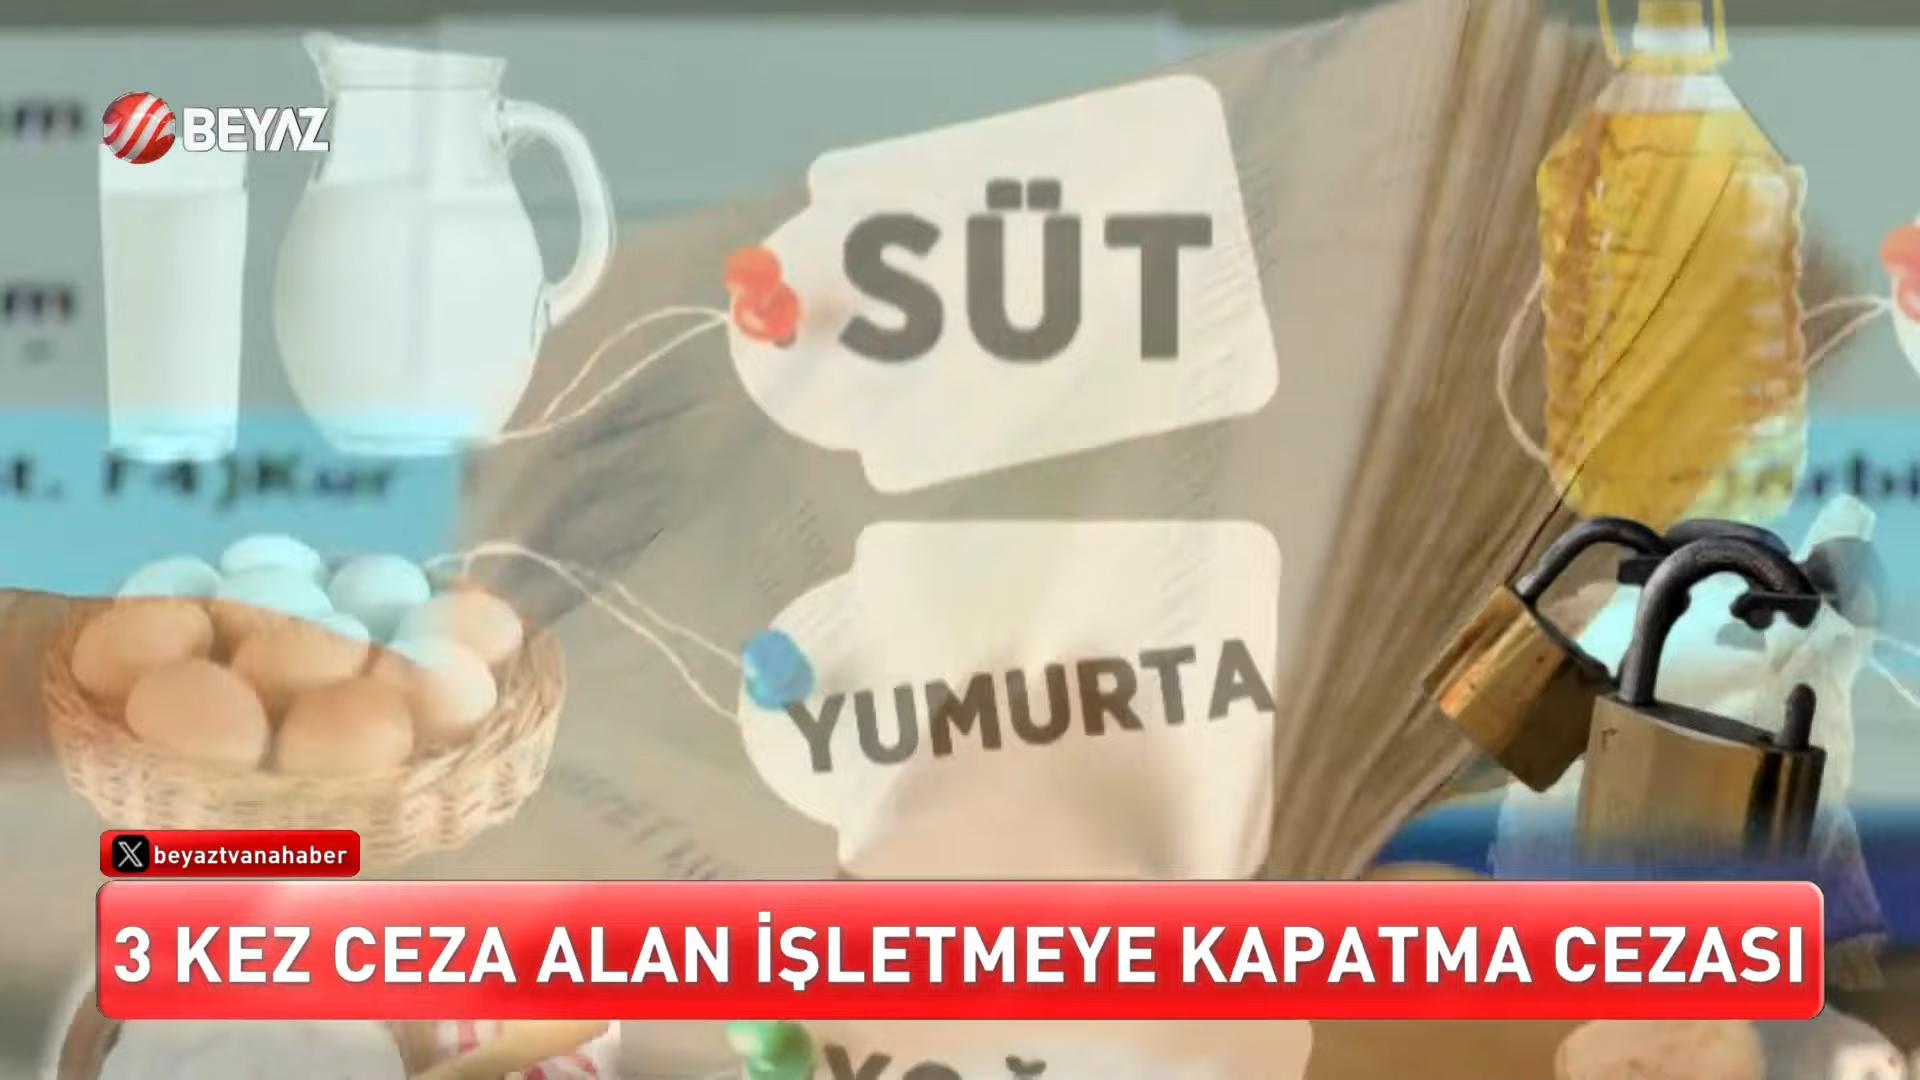 BEYAZ
SÜT
YUMURTA
beyaztvanahaber
3 KEZ CEZA ALAN İŞLETMEYE KAPATMA CEZASI